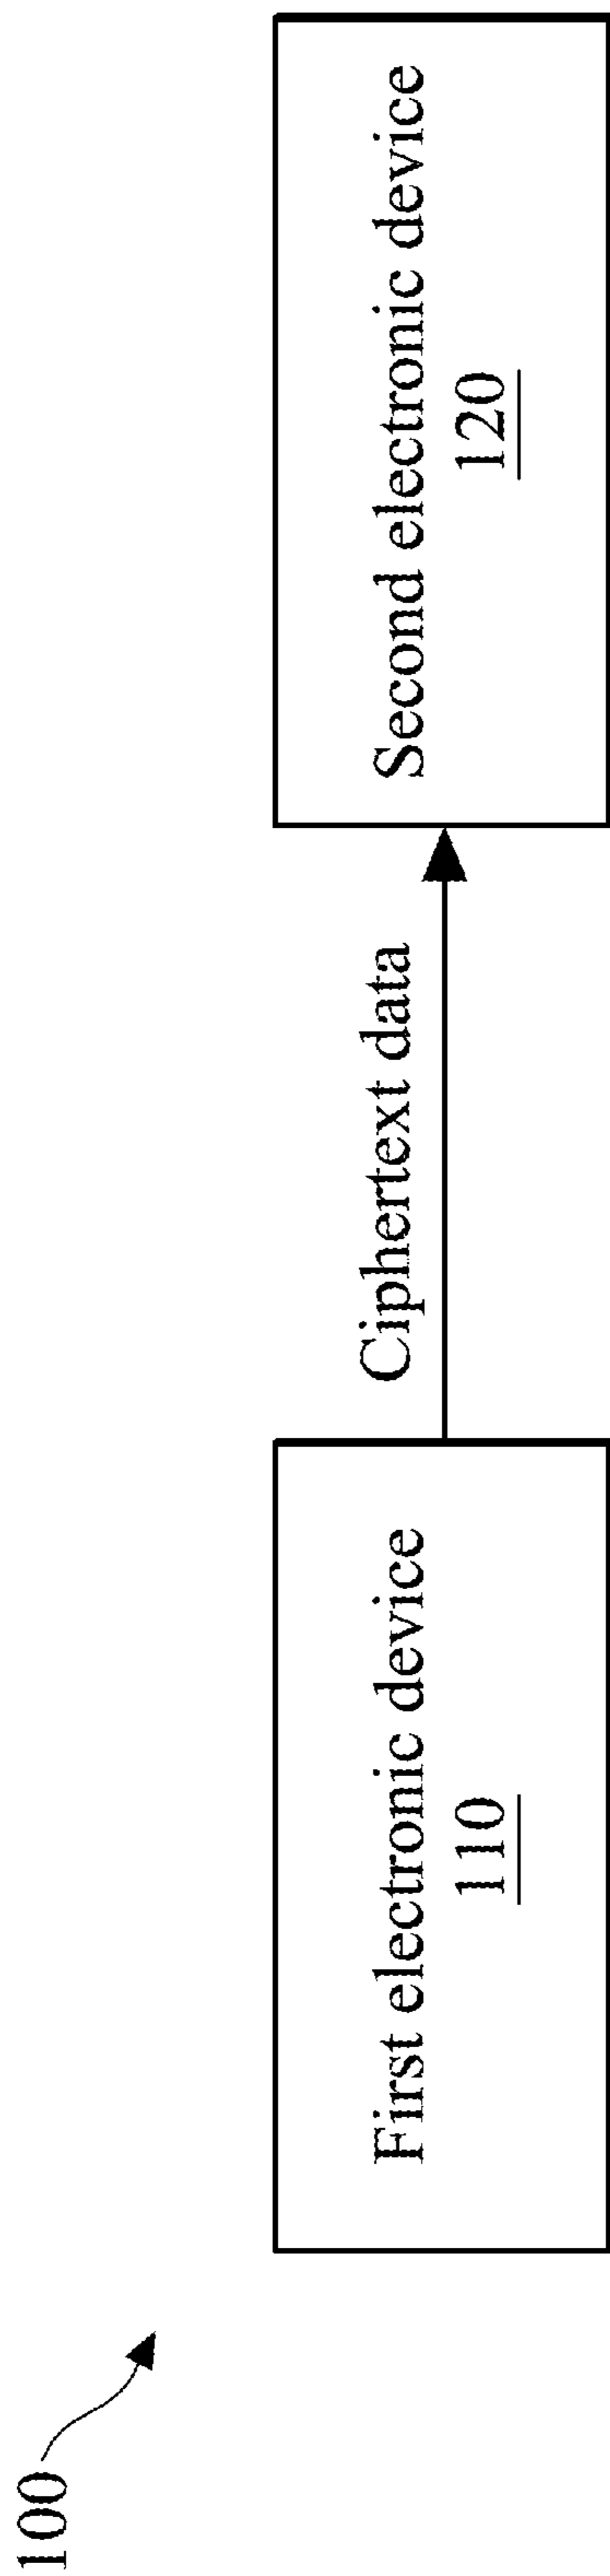 100
First electronic device
110
Ciphertext data
Second electronic device
120